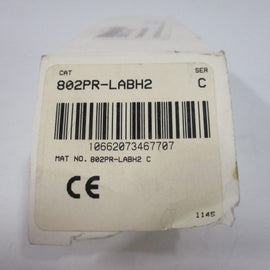 CAT SER
802PR-LABH2 C
10662073467707
MAT NO. 802PR-LABH2 C
CE
1145